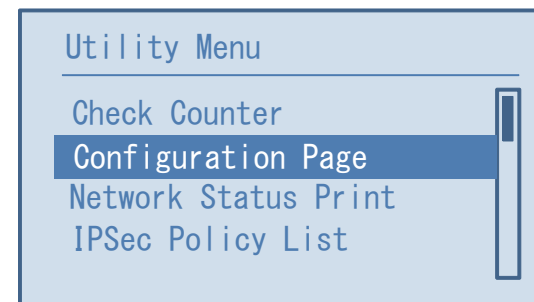 Utility Menu
Check Counter
Configuration Page
Network Status Print
IPSec Policy List